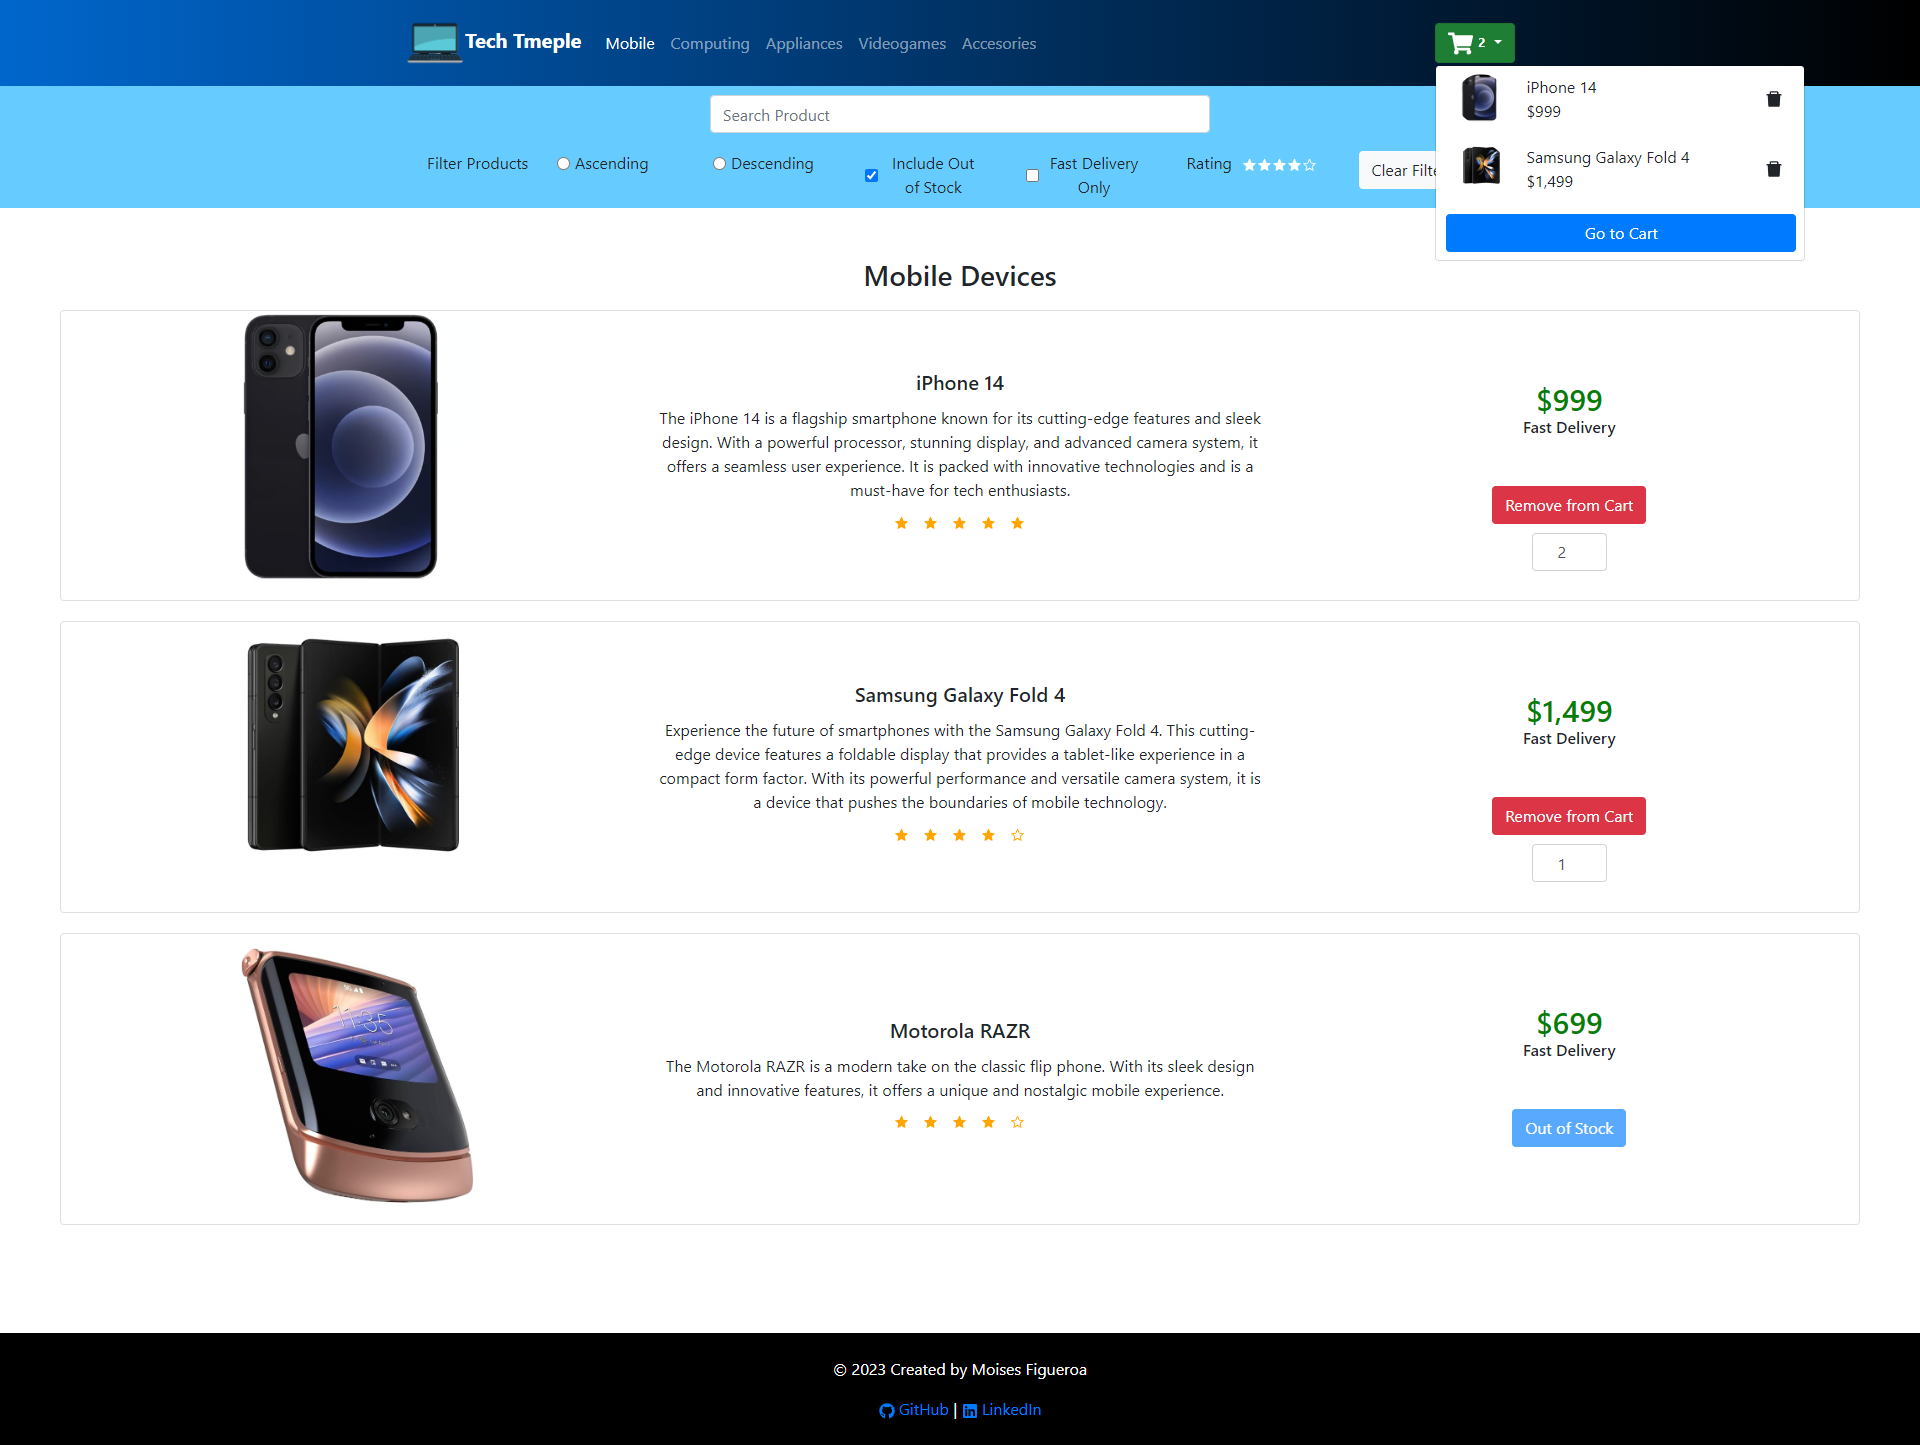 Tech Tmeple
Mobile Computing Appliances Videogames Accesories
2
iPhone 14
$999
Samsung Galaxy Fold 4
$1,499
Go to Cart
Search Product
Filter Products
Ascending
Descending
Include Out
of Stock
Fast Delivery
Only
Rating
Clear Filte
Mobile Devices
iPhone 14
The iPhone 14 is a flagship smartphone known for its cutting-edge features and sleek
design. With a powerful processor, stunning display, and advanced camera system, it
offers a seamless user experience. It is packed with innovative technologies and is a
must-have for tech enthusiasts.
$999
Fast Delivery
Remove from Cart
2
Samsung Galaxy Fold 4
Experience the future of smartphones with the Samsung Galaxy Fold 4. This cutting-
edge device features a foldable display that provides a tablet-like experience in a
compact form factor. With its powerful performance and versatile camera system, it is
a device that pushes the boundaries of mobile technology.
$1,499
Fast Delivery
Remove from Cart
1
11:35
Motorola RAZR
The Motorola RAZR is a modern take on the classic flip phone. With its sleek design
and innovative features, it offers a unique and nostalgic mobile experience.
$699
Fast Delivery
Out of Stock
© 2023 Created by Moises Figueroa
GitHub | LinkedIn